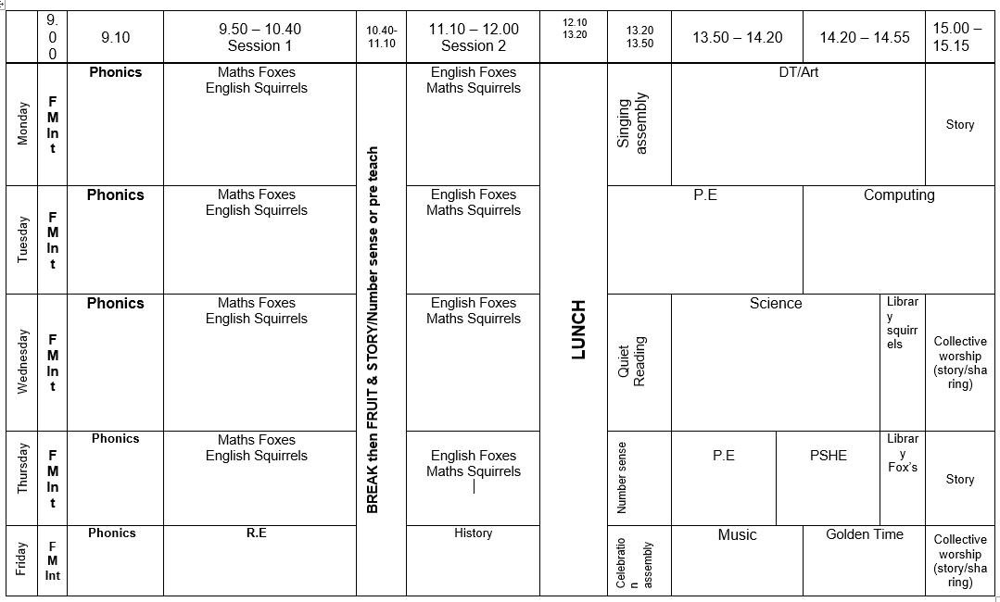 9.
0
0
9.10
9.50 – 10.40
Session 1
10.40-
11.10
11.10 – 12.00
Session 2
12.10
13.20
13.20
13.50
13.50 – 14.20
14.20 – 14.55
15.00 –
15.15
Monday
F
M
In
t
Phonics
Maths Foxes
English Squirrels
BREAK then FRUIT & STORY/Number sense or pre teach
English Foxes
Maths Squirrels
LUNCH
Singing
assembly
DT/Art
Story
Tuesday
F
M
In
t
Phonics
Maths Foxes
English Squirrels
English Foxes
Maths Squirrels
P.E
Computing
Wednesday
F
M
In
t
Phonics
Maths Foxes
English Squirrels
English Foxes
Maths Squirrels
Quiet
Reading
Science
Librar
y
squirr
els
Collective
worship
(story/sha
ring)
Thursday
F
M
In
t
Phonics
Maths Foxes
English Squirrels
English Foxes
Maths Squirrels
Number sense
P.E
PSHE
Librar
y
Fox's
Story
Friday
F
M
Int
Phonics
R.E
History
Celebratio
n
assembly
Music
Golden Time
Collective
worship
(story/sha
ring)